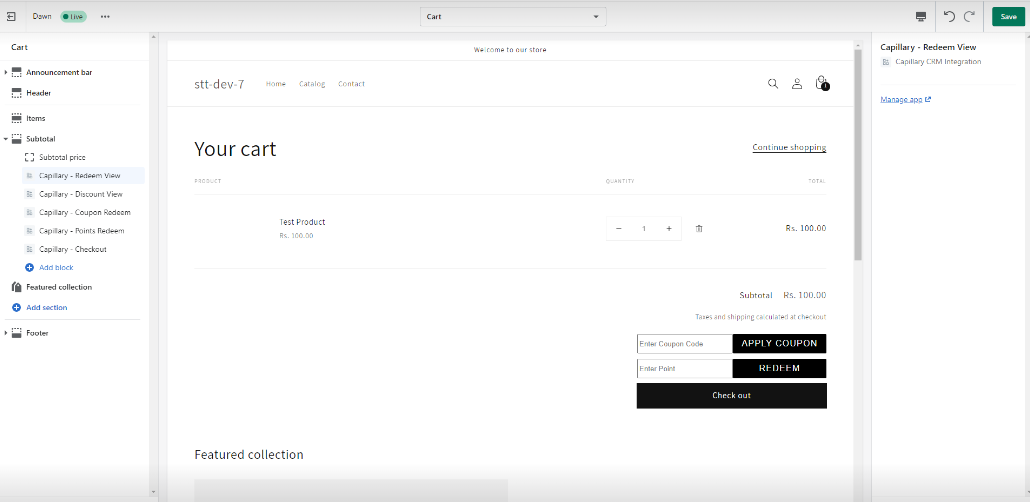 Dawn
Live
Cart
Save
Cart
Announcement bar
Header
Items
Subtotal
Subtotal price
Capillary - Redeem View
Capillary - Discount View
Capillary - Coupon Redeem
Capillary - Points Redeem
Capillary - Checkout
Add block
Featured collection
Add section
Footer
Welcome to our store
stt-dev-7
Home Catalog Contact
1
Your cart
Continue shopping
PRODUCT QUANTITY TOTAL
Test Product
Rs. 100.00
1
Rs. 100.00
Subtotal Rs. 100.00
Taxes and shipping calculated at checkout
Enter Coupon Code APPLY COUPON
Enter Point REDEEM
Check out
Featured collection
Capillary - Redeem View
Capillary CRM Integration
Manage app